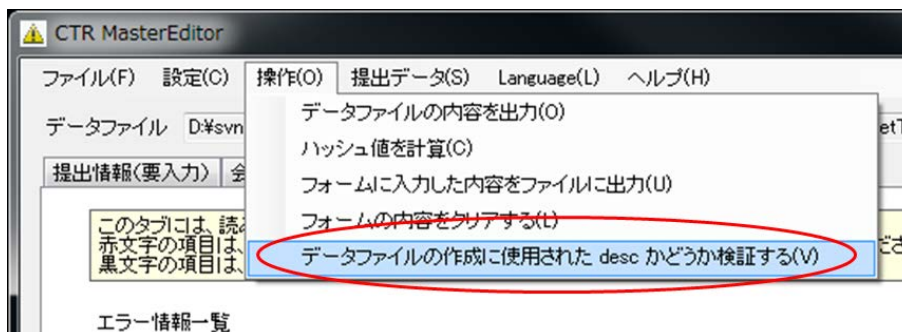 CTR MasterEditor
ファイル(F) 設定(C) 操作(O) 提出データ(S) Language(L) ヘルプ(H)
データファイルの内容を出力(O)
データファイル D:¥svn
ハッシュ値を計算(C)
提出情報(要入力)
フォームに入力した内容をファイルに出力(U)
フォームの内容をクリアする(L)
このタブには、読
赤文字の項目は、
黒文字の項目は、
データファイルの作成に使用された desc かどうか検証する(V)
エラー情報一覧